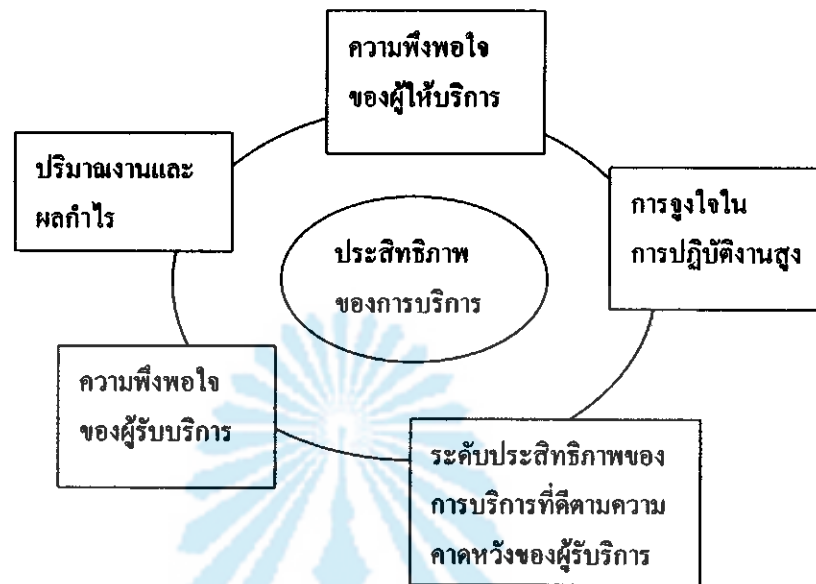 ความพึงพอใจ
ของผู้ให้บริการ
ปริมาณงานและ
ผลกำไร
การจูงใจใน
การปฏิบัติงานสูง
ประสิทธิภาพ
ของการบริการ
ความพึงพอใจ
ของผู้รับบริการ
ระดับประสิทธิภาพของ
การบริการที่ดีตามความ
คาดหวังของผู้รับบริการ